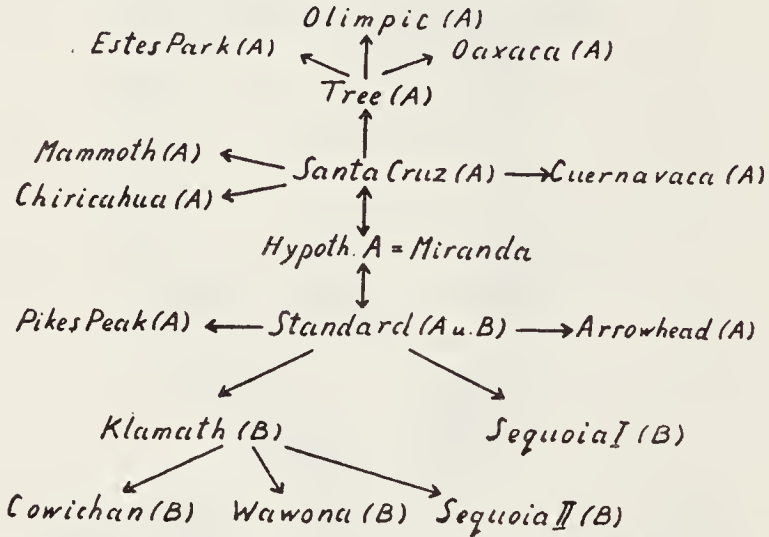 Olimpic (A)
Estes Park (A) Oaxaca (A)
Tree (A)
Mammoth (A)
Santa Cruz (A) Cuernavaca (A)
Chiricahua (A)
Hypoth. A = Miranda
Pikes Peak (A) Standard (A u. B) Arrowhead (A)
Klamath (B) Sequoia I (B)
Cowichan (B) Wawona (B) Sequoia II (B)